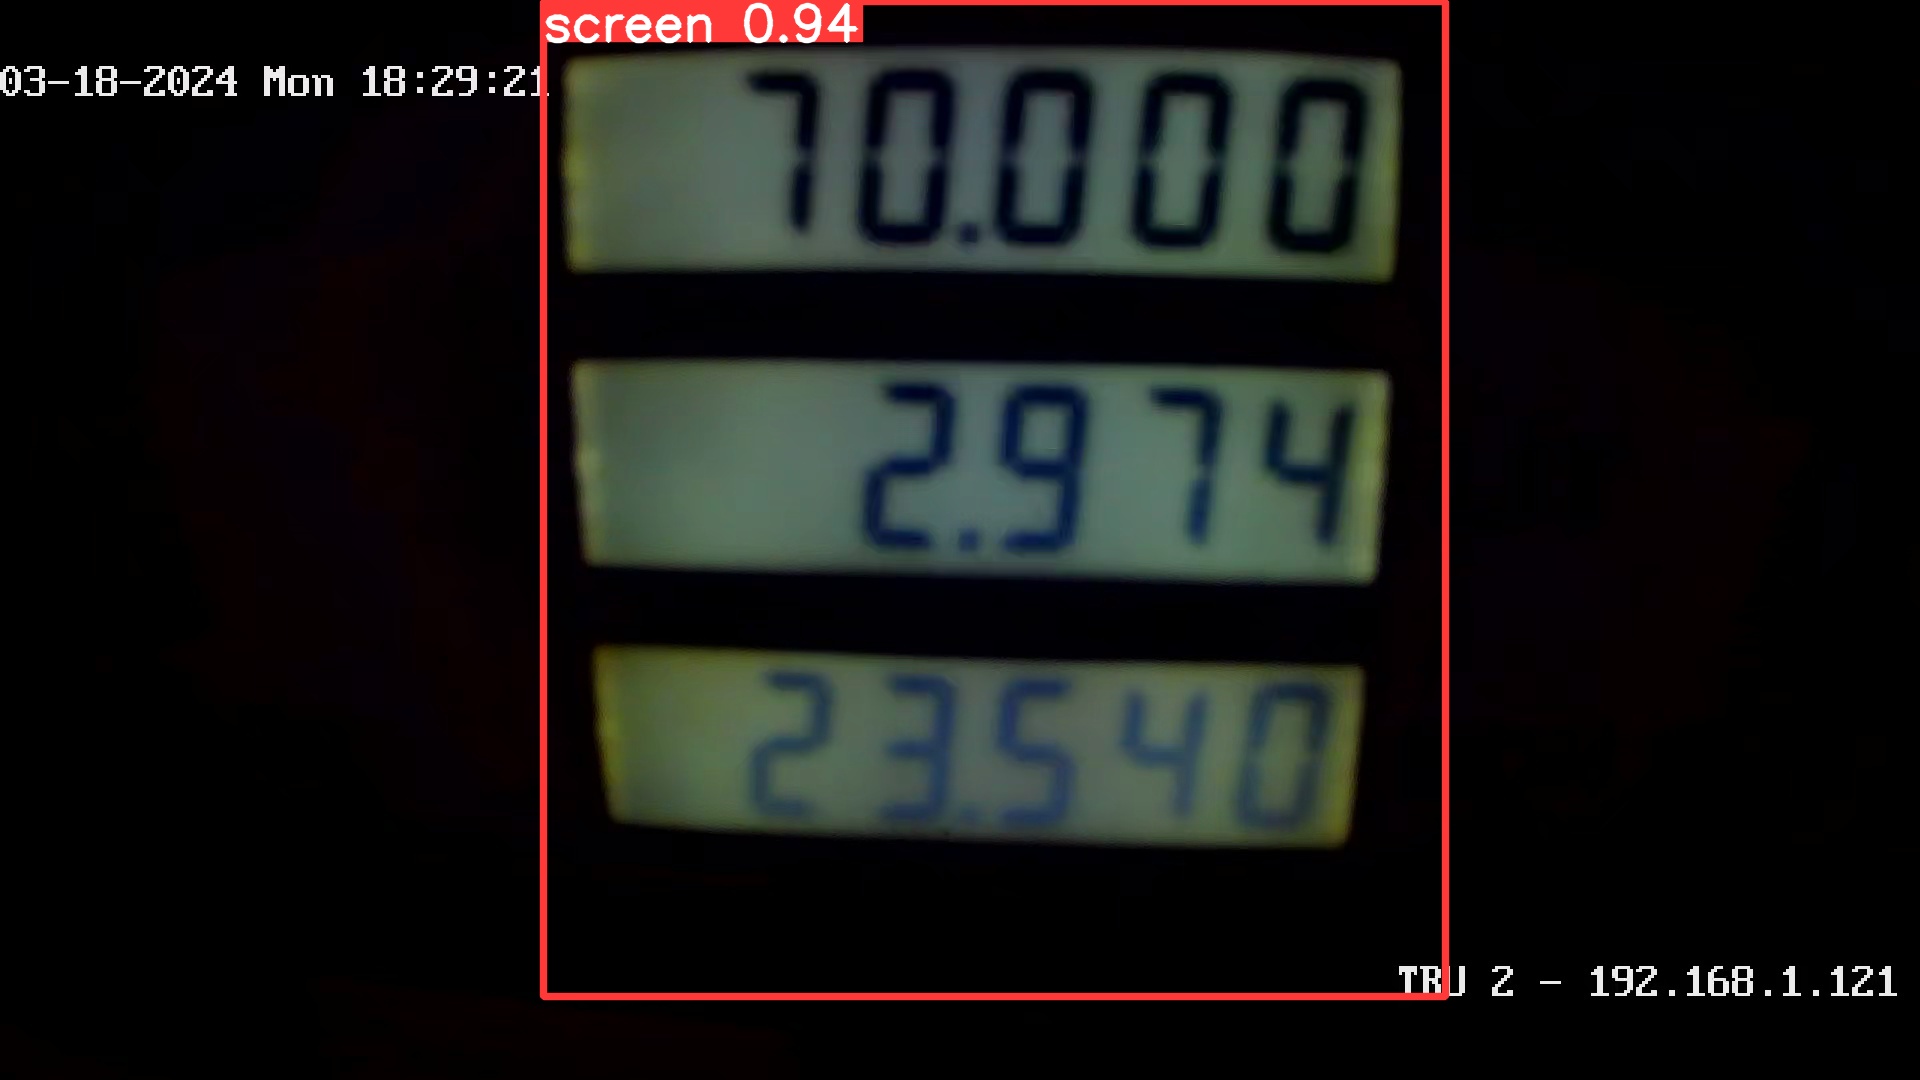 screen 0.94
03-18-2024 Mon 18:29:21
70.000
2.974
23.540
TRU 2 - 192.168.1.121